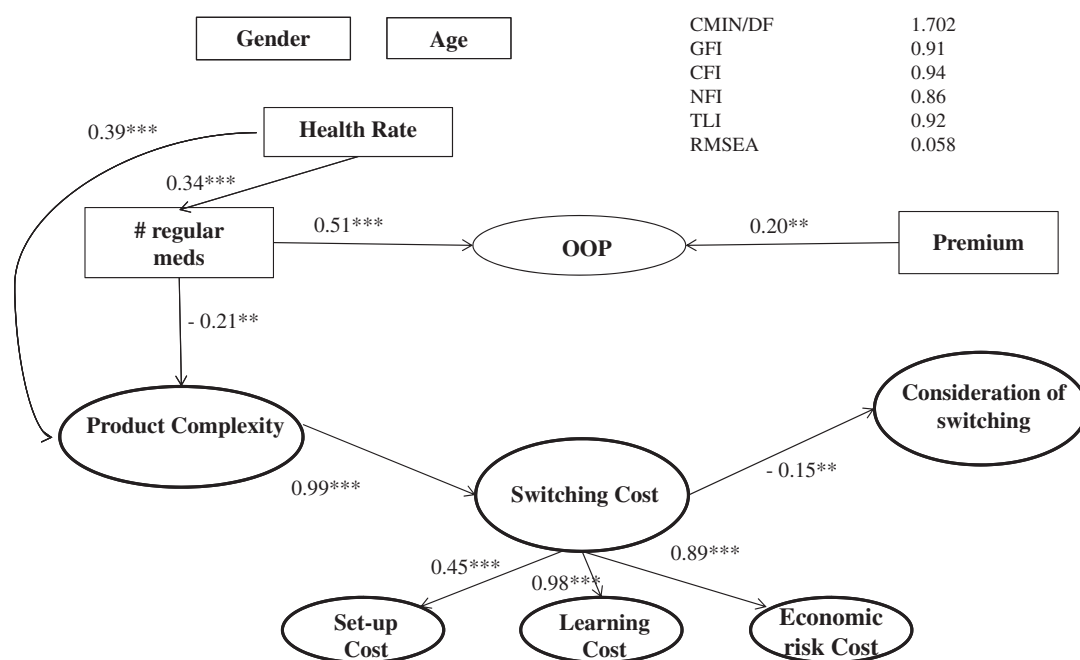 Gender
Age
CMIN/DF 1.702
GFI 0.91
CFI 0.94
NFI 0.86
TLI 0.92
RMSEA 0.058
0.39***
Health Rate
0.34***
# regular
meds
0.51***
OOP
0.20**
Premium
- 0.21**
Product Complexity
Consideration of
switching
0.99***
Switching Cost
- 0.15**
0.45***
0.98***
0.89***
Set-up
Cost
Learning
Cost
Economic
risk Cost